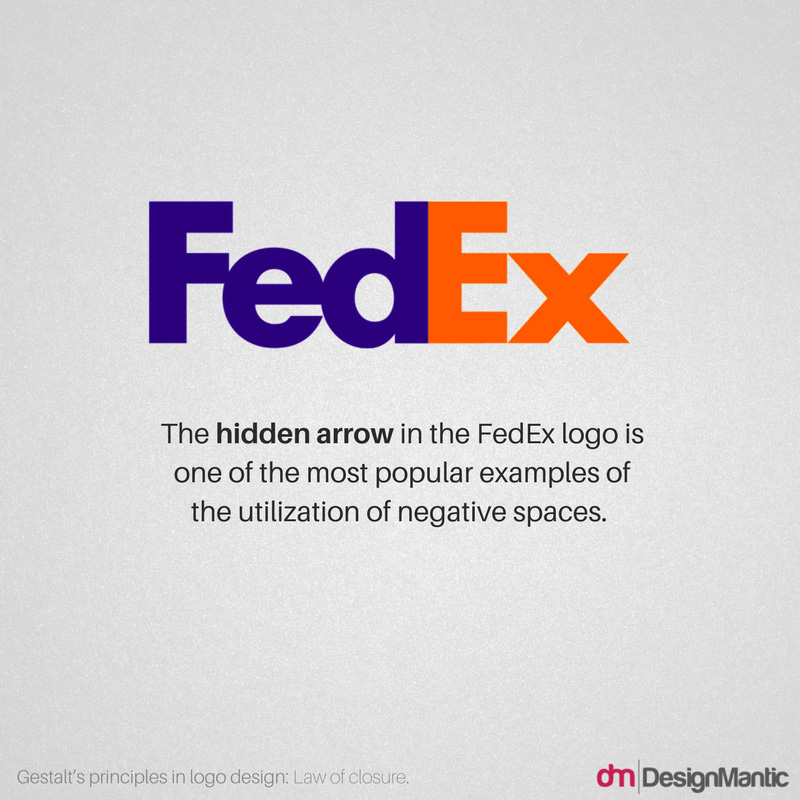 FedEx
The hidden arrow in the FedEx logo is
one of the most popular examples of
the utilization of negative spaces.
Gestalt's principles in logo design: Law of closure.
dm DesignMantic